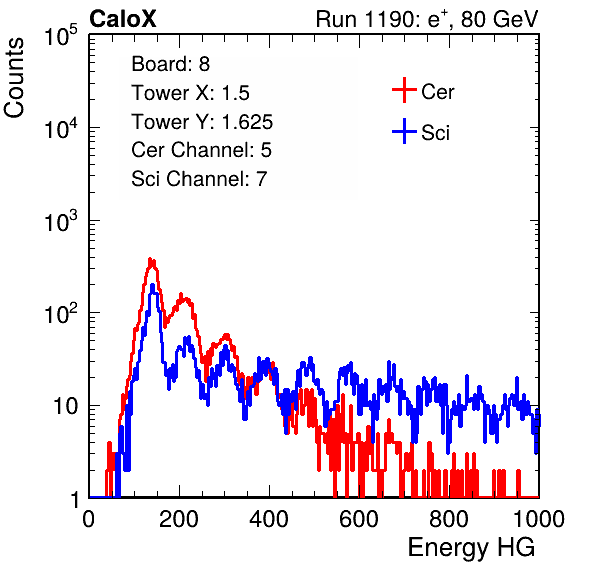 CaloX Run 1190: e⁺, 80 GeV
Counts
10⁵
10⁴
10³
10²
10
1
Board: 8
Tower X: 1.5
Tower Y: 1.625
Cer Channel: 5
Sci Channel: 7
Cer
Sci
0 200 400 600 800 1000
Energy HG